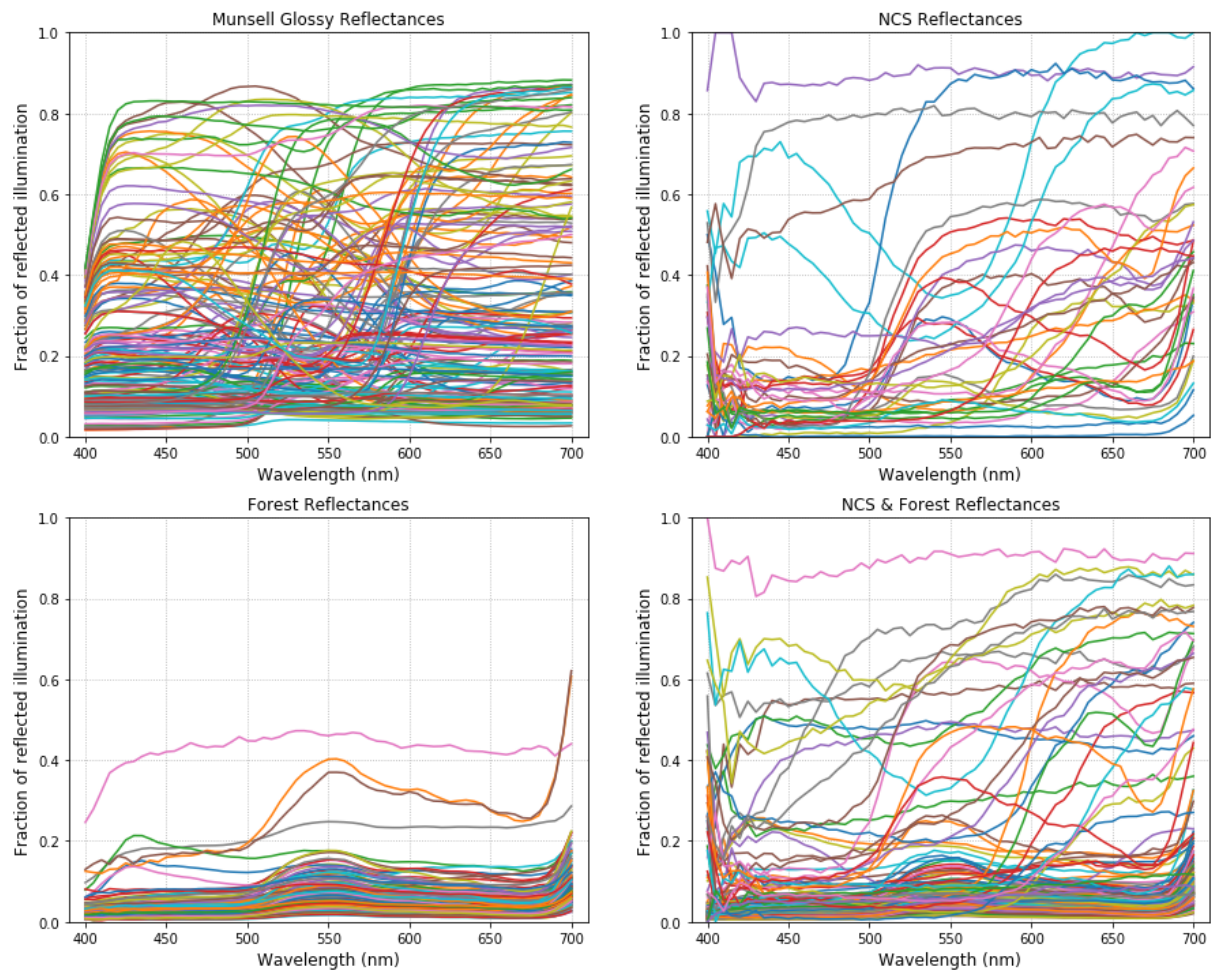 Munsell Glossy Reflectances
Fraction of reflected illumination
1.0
0.8
0.6
0.4
0.2
0.0
400 450 500 550 600 650 700
Wavelength (nm)
NCS Reflectances
Fraction of reflected illumination
1.0
0.8
0.6
0.4
0.2
0.0
400 450 500 550 600 650 700
Wavelength (nm)
Forest Reflectances
Fraction of reflected illumination
1.0
0.8
0.6
0.4
0.2
0.0
400 450 500 550 600 650 700
Wavelength (nm)
NCS & Forest Reflectances
Fraction of reflected illumination
1.0
0.8
0.6
0.4
0.2
0.0
400 450 500 550 600 650 700
Wavelength (nm)